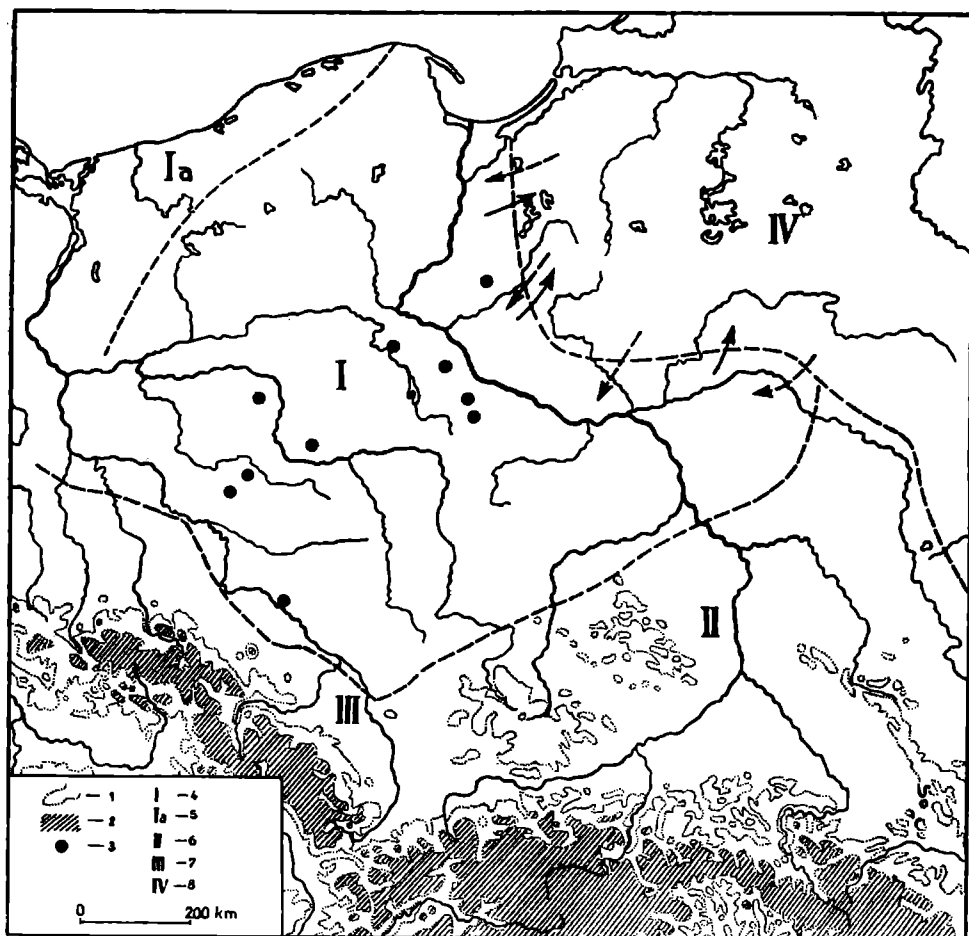 Ia
IV
I
II
III
— 1 I — 4
— 2 Ia — 5
— 3 II — 6
III — 7
IV — 8
0 200 km